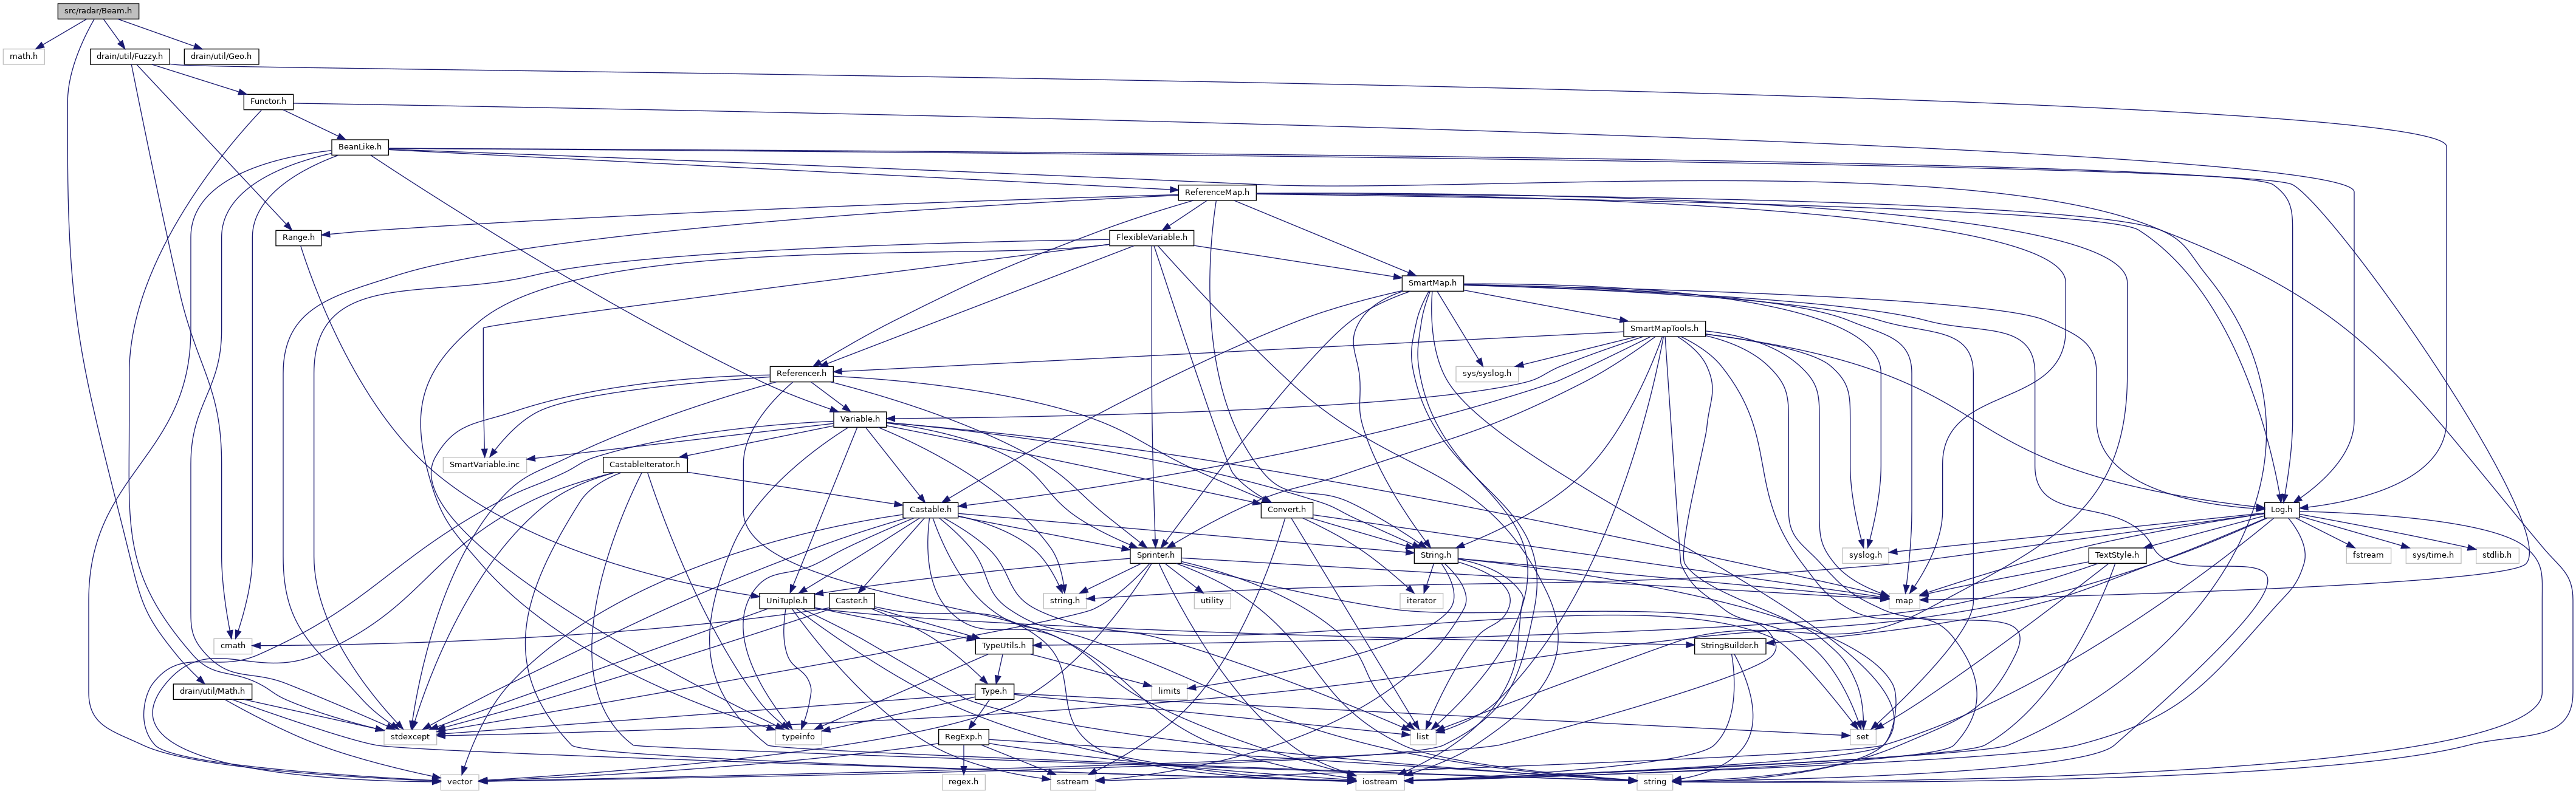 src/radar/Beam.h
math.h
drain/util/Fuzzy.h
drain/util/Geo.h
Functor.h
BeanLike.h
ReferenceMap.h
Range.h
FlexibleVariable.h
SmartMap.h
SmartMapTools.h
Referencer.h
sys/syslog.h
Variable.h
SmartVariable.inc
CastableIterator.h
Castable.h
Convert.h
Log.h
Sprinter.h
String.h
syslog.h
TextStyle.h
fstream
sys/time.h
stdlib.h
UniTuple.h
Caster.h
string.h
utility
iterator
map
cmath
TypeUtils.h
StringBuilder.h
drain/util/Math.h
Type.h
limits
stdexcept
typeinfo
RegExp.h
list
set
vector
regex.h
sstream
iostream
string